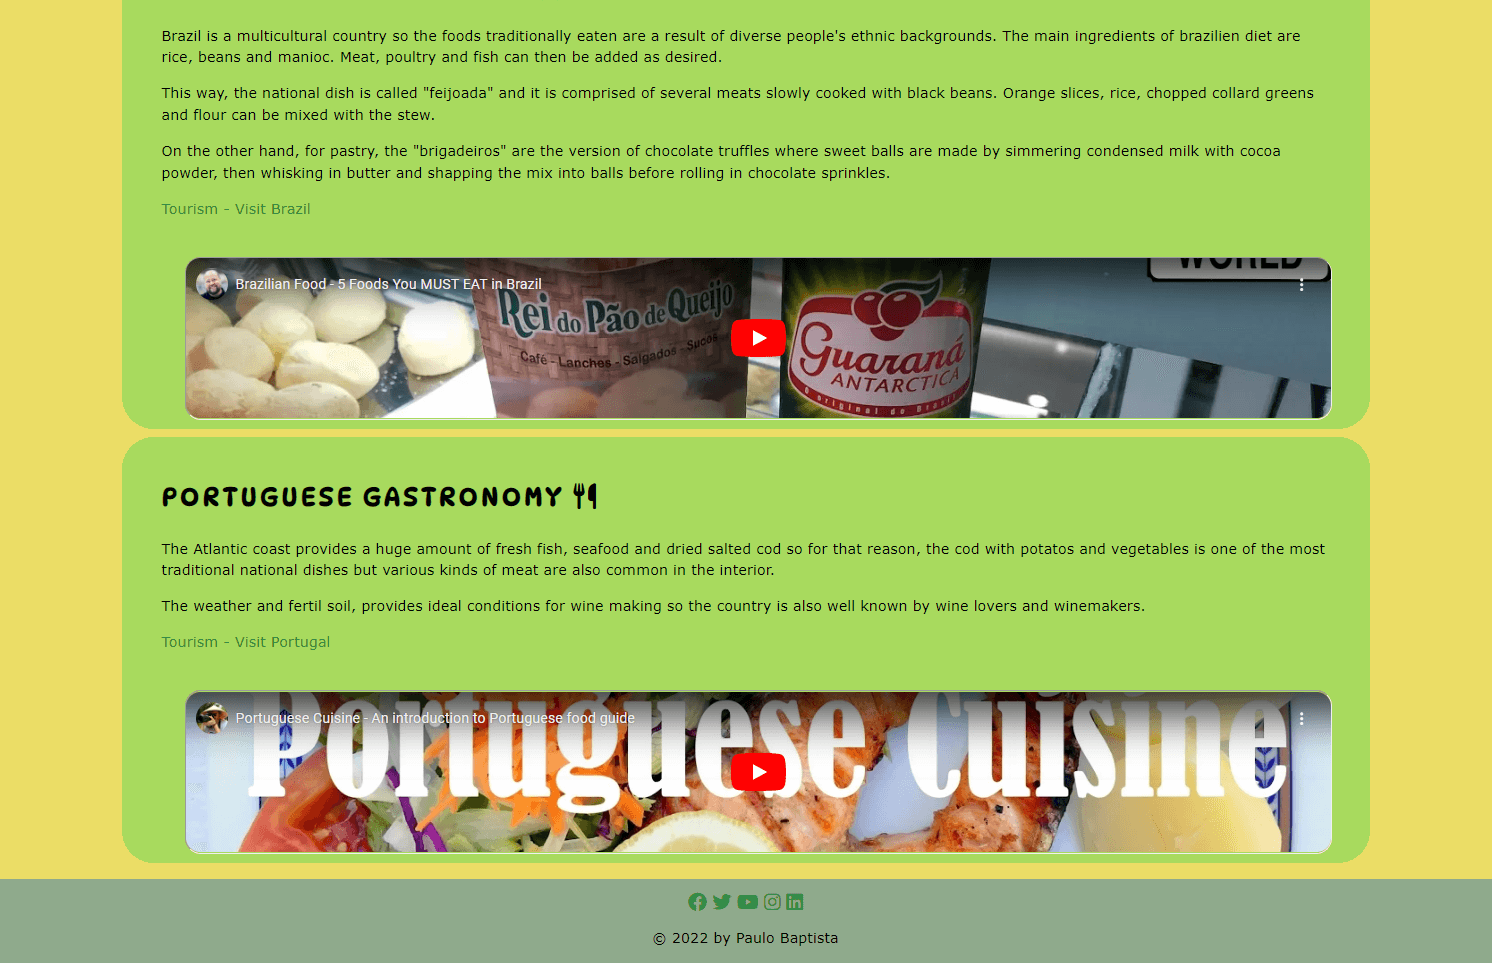 Brazil is a multicultural country so the foods traditionally eaten are a result of diverse people's ethnic backgrounds. The main ingredients of brazilien diet are
rice, beans and manioc. Meat, poultry and fish can then be added as desired.
This way, the national dish is called "feijoada" and it is comprised of several meats slowly cooked with black beans. Orange slices, rice, chopped collard greens
and flour can be mixed with the stew.
On the other hand, for pastry, the "brigadeiros" are the version of chocolate truffles where sweet balls are made by simmering condensed milk with cocoa
powder, then whisking in butter and shapping the mix into balls before rolling in chocolate sprinkles.
Tourism - Visit Brazil
WORLD
Brazilian Food - 5 Foods You MUST EAT in Brazil
Rei do Pão de Queijo
Café - Lanches - Salgados - Sucos
Guaraná
ANTARCTICA
o original do Brasil
PORTUGUESE GASTRONOMY
The Atlantic coast provides a huge amount of fresh fish, seafood and dried salted cod so for that reason, the cod with potatos and vegetables is one of the most
traditional national dishes but various kinds of meat are also common in the interior.
The weather and fertil soil, provides ideal conditions for wine making so the country is also well known by wine lovers and winemakers.
Tourism - Visit Portugal
Portuguese Cuisine - An introduction to Portuguese food guide
Portuguese Cuisine
© 2022 by Paulo Baptista